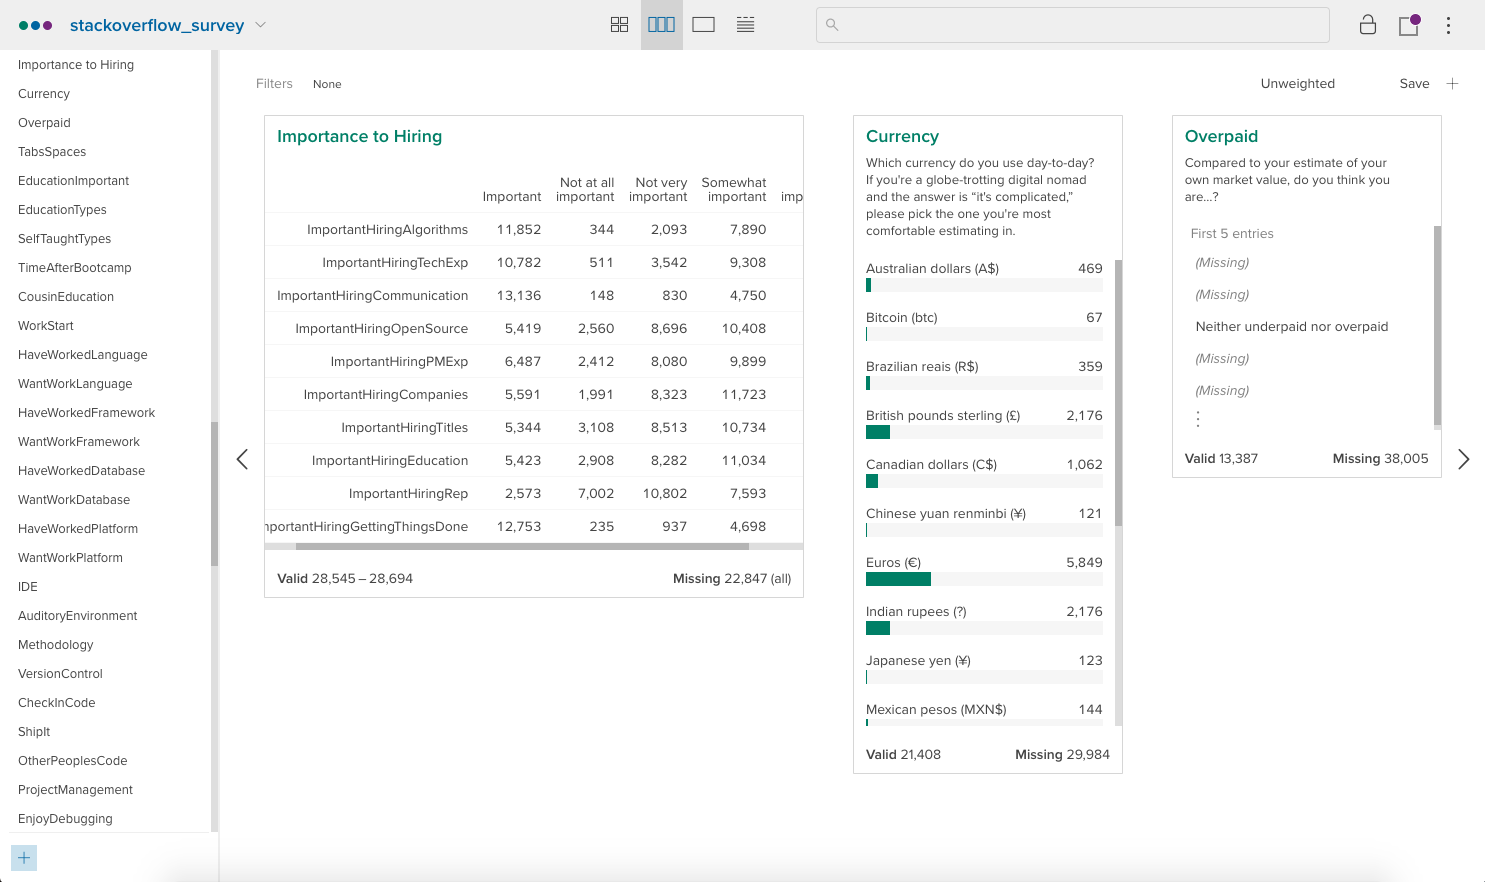 stackoverflow_survey
Importance to Hiring
Currency
Overpaid
TabsSpaces
EducationImportant
EducationTypes
SelfTaughtTypes
TimeAfterBootcamp
CousinEducation
WorkStart
HaveWorkedLanguage
WantWorkLanguage
HaveWorkedFramework
WantWorkFramework
HaveWorkedDatabase
WantWorkDatabase
HaveWorkedPlatform
WantWorkPlatform
IDE
AuditoryEnvironment
Methodology
VersionControl
CheckInCode
ShipIt
OtherPeoplesCode
ProjectManagement
EnjoyDebugging
Filters None
Unweighted Save
Importance to Hiring
Important Not at all important Not very important Somewhat important imp
ImportantHiringAlgorithms 11,852 344 2,093 7,890
ImportantHiringTechExp 10,782 511 3,542 9,308
ImportantHiringCommunication 13,136 148 830 4,750
ImportantHiringOpenSource 5,419 2,560 8,696 10,408
ImportantHiringPMExp 6,487 2,412 8,080 9,899
ImportantHiringCompanies 5,591 1,991 8,323 11,723
ImportantHiringTitles 5,344 3,108 8,513 10,734
ImportantHiringEducation 5,423 2,908 8,282 11,034
ImportantHiringRep 2,573 7,002 10,802 7,593
mportantHiringGettingThingsDone 12,753 235 937 4,698
Valid 28,545 – 28,694 Missing 22,847 (all)
Currency
Which currency do you use day-to-day?
If you're a globe-trotting digital nomad
and the answer is “it's complicated,”
please pick the one you're most
comfortable estimating in.
Australian dollars (A$) 469
Bitcoin (btc) 67
Brazilian reais (R$) 359
British pounds sterling (£) 2,176
Canadian dollars (C$) 1,062
Chinese yuan renminbi (¥) 121
Euros (€) 5,849
Indian rupees (?) 2,176
Japanese yen (¥) 123
Mexican pesos (MXN$) 144
Valid 21,408 Missing 29,984
Overpaid
Compared to your estimate of your
own market value, do you think you
are...?
First 5 entries
(Missing)
(Missing)
Neither underpaid nor overpaid
(Missing)
(Missing)
⋮
Valid 13,387 Missing 38,005